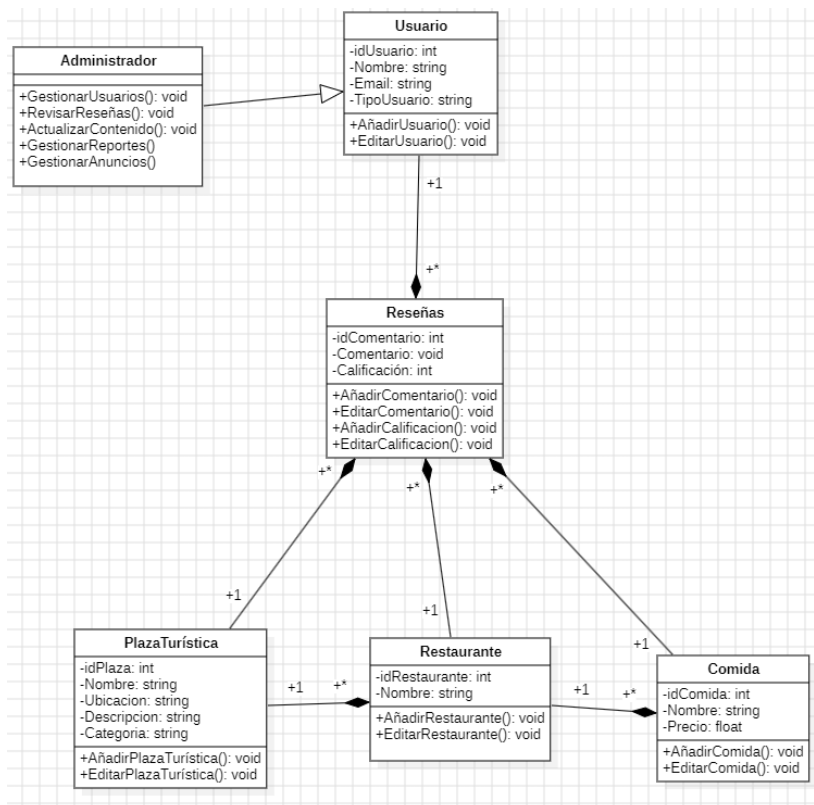 Usuario
-idUsuario: int
-Nombre: string
-Email: string
-TipoUsuario: string
+AñadirUsuario(): void
+EditarUsuario(): void
Administrador
+GestionarUsuarios(): void
+RevisarReseñas(): void
+ActualizarContenido(): void
+GestionarReportes()
+GestionarAnuncios()
+1
+*
Reseñas
-idComentario: int
-Comentario: void
-Calificación: int
+AñadirComentario(): void
+EditarComentario(): void
+AñadirCalificacion(): void
+EditarCalificacion(): void
+*
+*
+*
+1
+1
+1
PlazaTurística
-idPlaza: int
-Nombre: string
-Ubicacion: string
-Descripcion: string
-Categoria: string
+AñadirPlazaTurística(): void
+EditarPlazaTurística(): void
+1
+*
Restaurante
-idRestaurante: int
-Nombre: string
+AñadirRestaurante(): void
+EditarRestaurante(): void
+1
+*
Comida
-idComida: int
-Nombre: string
-Precio: float
+AñadirComida(): void
+EditarComida(): void